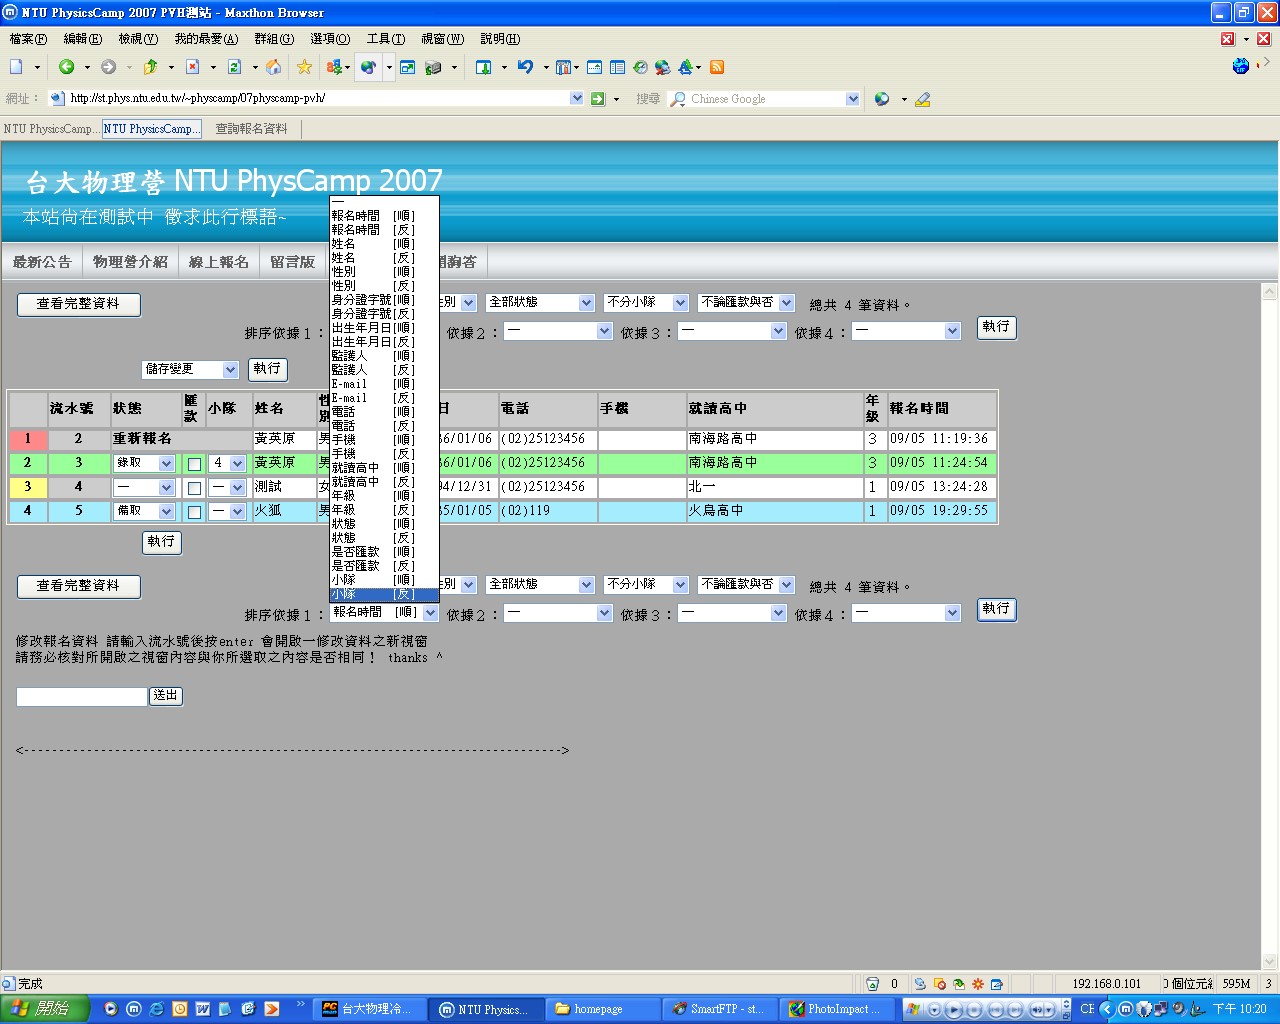 NTU PhysicsCamp 2007 PVH測站 - Maxthon Browser
檔案(F) 編輯(E) 檢視(V) 我的最愛(A) 群組(G) 選項(O) 工具(T) 視窗(W) 說明(H)
網址： http://st.phys.ntu.edu.tw/~physcamp/07physcamp-pvh/ 搜尋 Chinese Google
NTU PhysicsCamp... NTU PhysicsCamp... 查詢報名資料
台大物理營 NTU PhysCamp 2007
本站尚在測試中 徵求此行標語~
最新公告 物理營介紹 線上報名 留言版 詢答
一
報名時間 [順]
報名時間 [反]
姓名 [順]
姓名 [反]
性別 [順]
性別 [反]
身分證字號[順]
身分證字號[反]
出生年月日[順]
出生年月日[反]
監護人 [順]
監護人 [反]
E-mail [順]
E-mail [反]
電話 [順]
電話 [反]
手機 [順]
手機 [反]
就讀高中 [順]
就讀高中 [反]
年級 [順]
年級 [反]
狀態 [順]
狀態 [反]
是否匯款 [順]
是否匯款 [反]
小隊 [順]
小隊 [反]
查看完整資料 別 全部狀態 不分小隊 不論匯款與否 總共 4 筆資料。
排序依據1： 依據2：一 依據3：一 依據4：一 執行
儲存變更 執行
流水號 狀態 匯款 小隊 姓名 性別 日 電話 手機 就讀高中 年級 報名時間
1 2 重新報名 黃英原 男 86/01/06 (02)25123456 南海路高中 3 09/05 11:19:36
2 3 錄取 4 黃英原 男 86/01/06 (02)25123456 南海路高中 3 09/05 11:24:54
3 4 一 一 測試 女 94/12/31 (02)25123456 北一 1 09/05 13:24:28
4 5 備取 一 火狐 男 85/01/05 (02)119 火鳥高中 1 09/05 19:29:55
執行
查看完整資料 別 全部狀態 不分小隊 不論匯款與否 總共 4 筆資料。
排序依據1：報名時間 [順] 依據2：一 依據3：一 依據4：一 執行
修改報名資料 請輸入流水號後按enter 會開啟一修改資料之新視窗
請務必核對所開啟之視窗內容與你所選取之內容是否相同！ thanks ^
送出
<------------------------------------------------------------------------------>
完成 0 192.168.0.101 個位元 595M 3
開始 台大物理冷... NTU Physics... homepage SmartFTP - st... PhotoImpact ... CH 下午 10:20